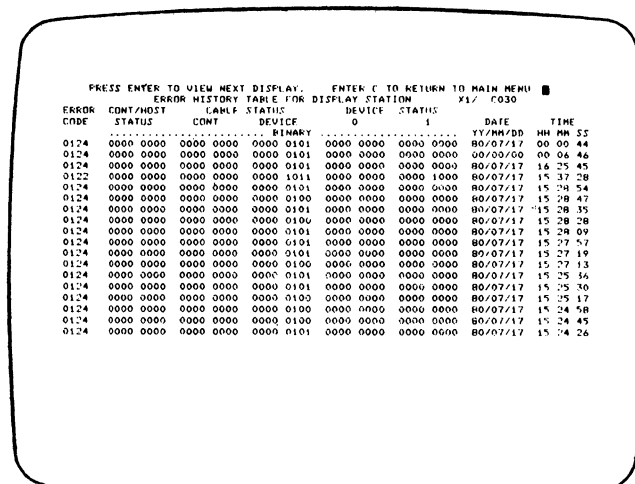 PRESS ENTER TO VIEW NEXT DISPLAY. ENTER C TO RETURN TO MAIN MENU
ERROR HISTORY TABLE FOR DISPLAY STATION X1/ C030
ERROR CONT/HOST CABLE STATUS DEVICE STATUS
CODE STATUS CONT DEVICE 0 1 DATE TIME
....................... BINARY ....................... YY/MM/DD HH MM SS
0124 0000 0000 0000 0000 0000 0101 0000 0000 0000 0000 80/07/17 00 00 44
0124 0000 0000 0000 0000 0000 0101 0000 0000 0000 0000 00/00/00 00 06 46
0124 0000 0000 0000 0000 0000 0101 0000 0000 0000 0000 80/07/17 16 25 45
0122 0000 0000 0000 0000 0000 1011 0000 0000 0000 1000 80/07/17 15 37 28
0124 0000 0000 0000 0000 0000 0101 0000 0000 0000 0000 80/07/17 15 28 54
0124 0000 0000 0000 0000 0000 0100 0000 0000 0000 0000 80/07/17 15 28 47
0124 0000 0000 0000 0000 0000 0101 0000 0000 0000 0000 80/07/17 15 28 35
0124 0000 0000 0000 0000 0000 0100 0000 0000 0000 0000 80/07/17 15 28 28
0124 0000 0000 0000 0000 0000 0101 0000 0000 0000 0000 80/07/17 15 28 09
0124 0000 0000 0000 0000 0000 0101 0000 0000 0000 0000 80/07/17 15 27 57
0124 0000 0000 0000 0000 0000 0101 0000 0000 0000 0000 80/07/17 15 27 19
0124 0000 0000 0000 0000 0000 0100 0000 0000 0000 0000 80/07/17 15 27 13
0124 0000 0000 0000 0000 0000 0101 0000 0000 0000 0000 80/07/17 15 25 36
0124 0000 0000 0000 0000 0000 0101 0000 0000 0000 0000 80/07/17 15 25 30
0124 0000 0000 0000 0000 0000 0100 0000 0000 0000 0000 80/07/17 15 25 17
0124 0000 0000 0000 0000 0000 0100 0000 0000 0000 0000 80/07/17 15 24 58
0124 0000 0000 0000 0000 0000 0100 0000 0000 0000 0000 80/07/17 15 24 45
0124 0000 0000 0000 0000 0000 0101 0000 0000 0000 0000 80/07/17 15 24 26